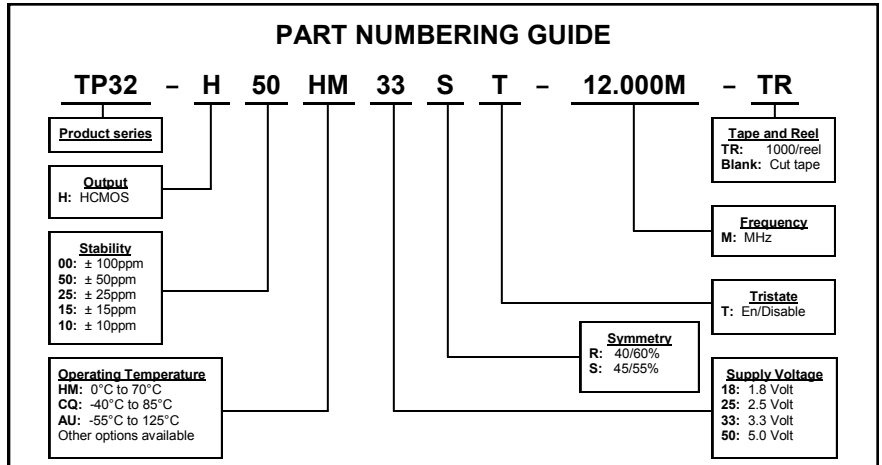 PART NUMBERING GUIDE
TP32 – H 50 HM 33 S T – 12.000M – TR
Product series
Output
H: HCMOS
Stability
00: ± 100ppm
50: ± 50ppm
25: ± 25ppm
15: ± 15ppm
10: ± 10ppm
Operating Temperature
HM: 0°C to 70°C
CQ: -40°C to 85°C
AU: -55°C to 125°C
Other options available
Tape and Reel
TR: 1000/reel
Blank: Cut tape
Frequency
M: MHz
Tristate
T: En/Disable
Symmetry
R: 40/60%
S: 45/55%
Supply Voltage
18: 1.8 Volt
25: 2.5 Volt
33: 3.3 Volt
50: 5.0 Volt